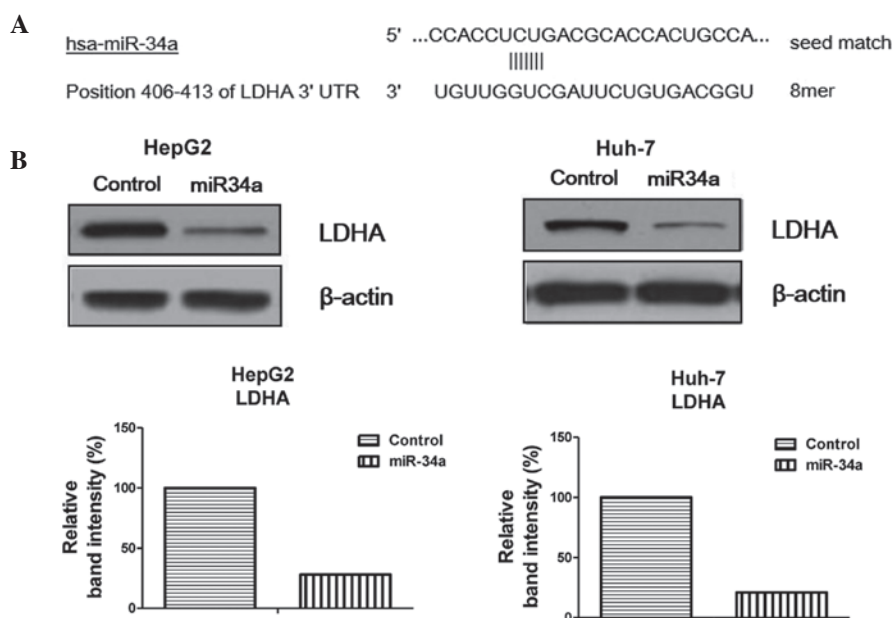 A
hsa-miR-34a 5' ...CCACCUCUGACGCACCACUGCCA... seed match
Position 406-413 of LDHA 3' UTR 3' UGUUGGUCGAUUCUGUGACGGU 8mer
B
HepG2
Control miR34a
LDHA
β-actin
Huh-7
Control miR34a
LDHA
β-actin
HepG2
LDHA
Relative
band intensity (%)
150
100
50
0
Control
miR-34a
Huh-7
LDHA
Relative
band intensity (%)
150
100
50
0
Control
miR-34a